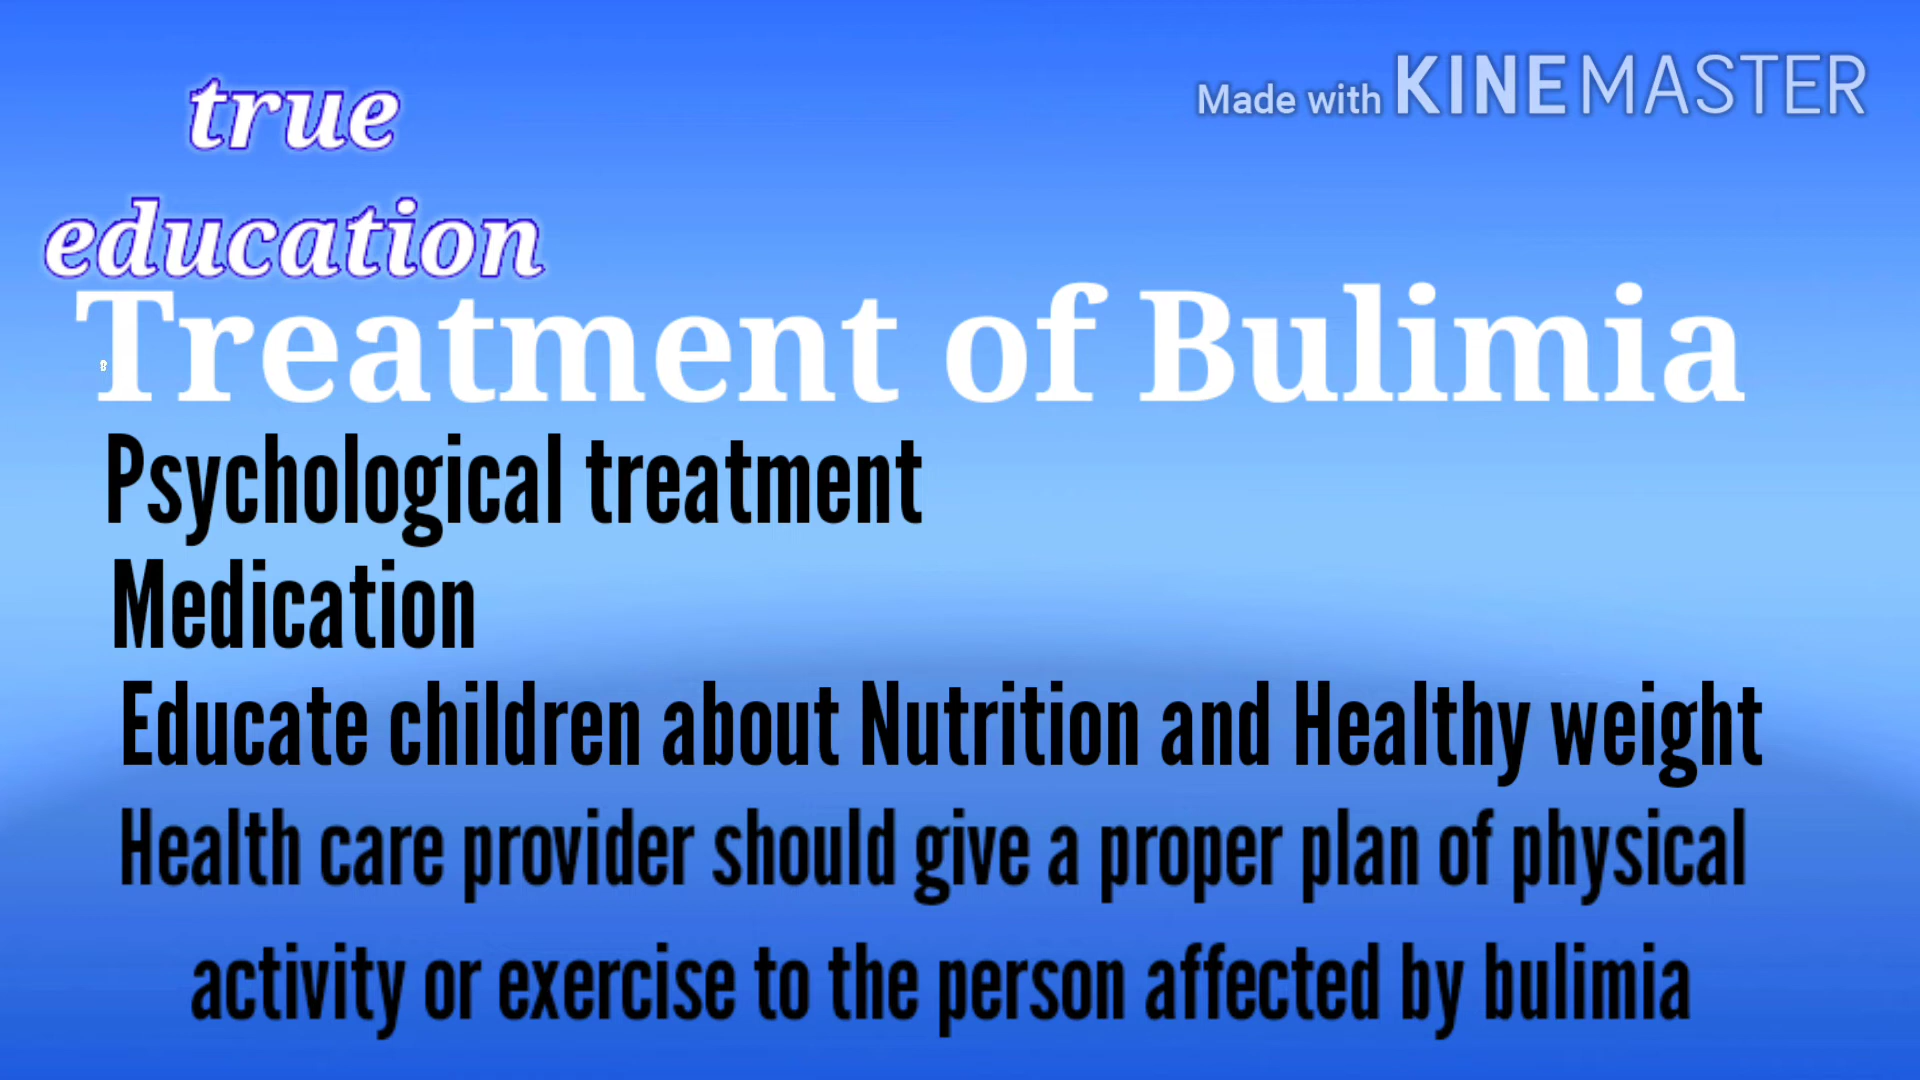 true
Made with KINEMASTER
education
Treatment of Bulimia
Psychological treatment
Medication
Educate children about Nutrition and Healthy weight
Health care provider should give a proper plan of physical
activity or exercise to the person affected by bulimia